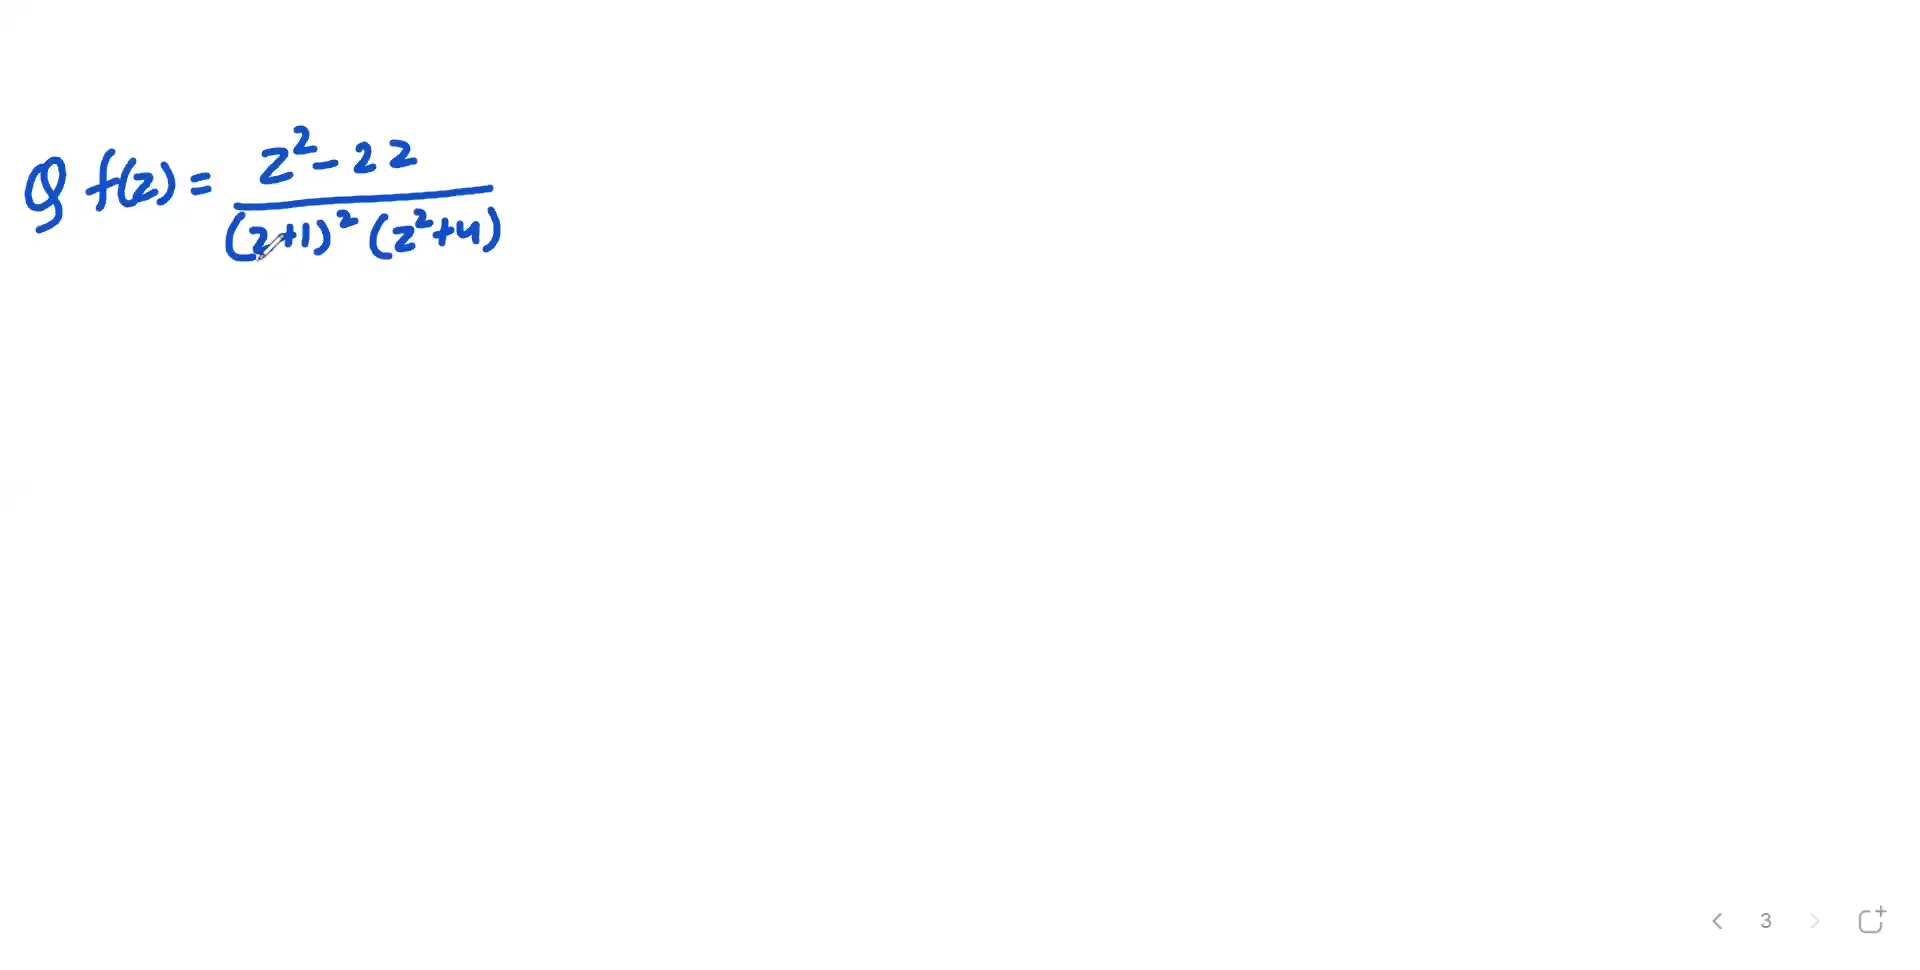 Q f(z) = z² - 2z / (z+1)² (z²+4)
3